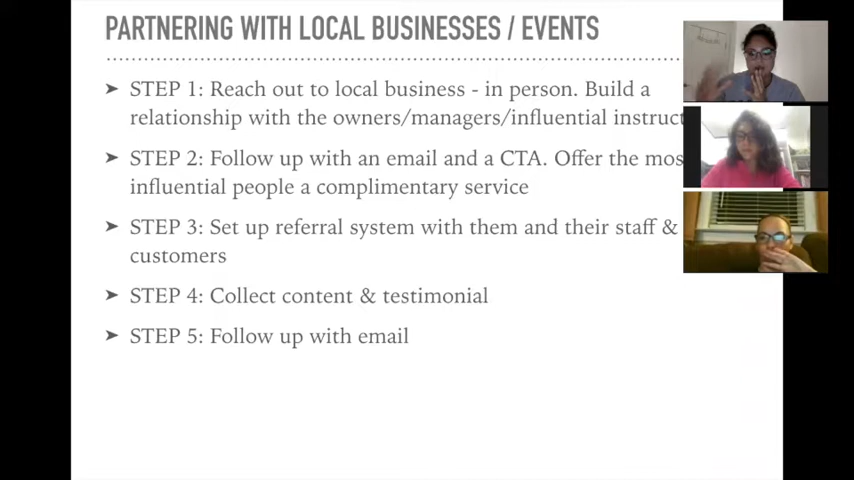 PARTNERING WITH LOCAL BUSINESSES / EVENTS
➤ STEP 1: Reach out to local business - in person. Build a
relationship with the owners/managers/influential
➤ STEP 2: Follow up with an email and a CTA. Offer the
influential people a complimentary service
➤ STEP 3: Set up referral system with them and their staff &
customers
➤ STEP 4: Collect content & testimonial
➤ STEP 5: Follow up with email